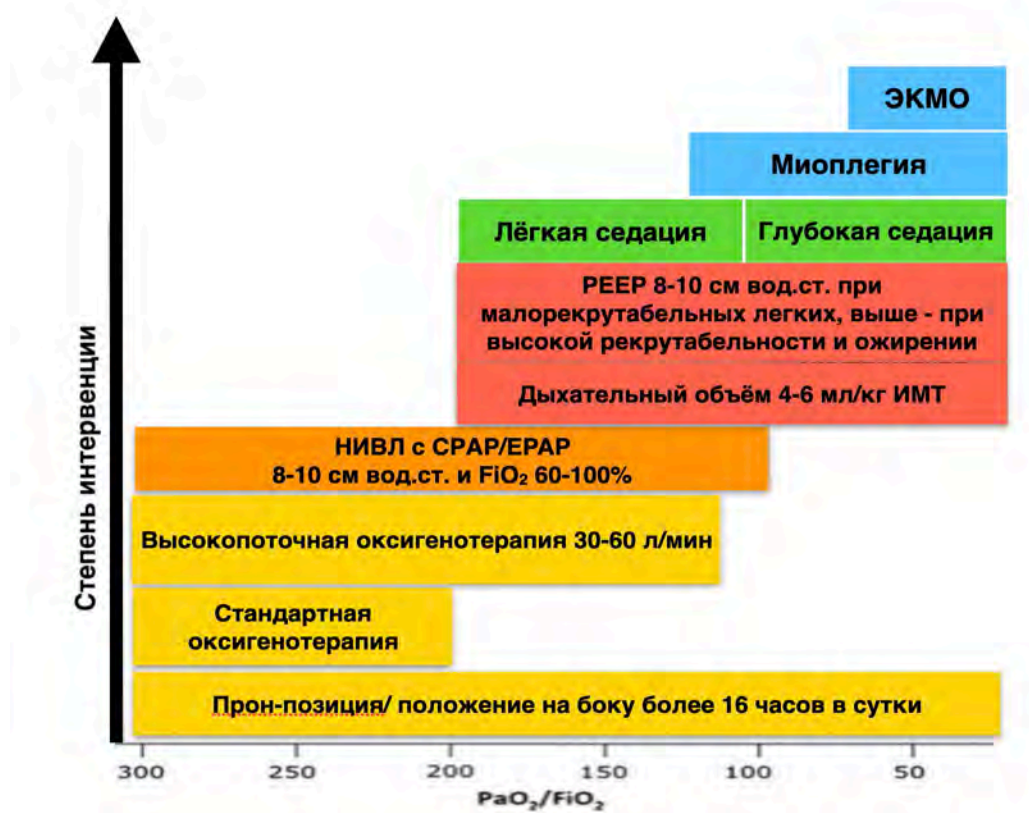 ЭКМО
Миоплегия
Лёгкая седация
Глубокая седация
PEEP 8-10 см вод.ст. при
малорекрутабельных легких, выше - при
высокой рекрутабельности и ожирении
Дыхательный объём 4-6 мл/кг ИМТ
НИВЛ с CPAP/EPAP
8-10 см вод.ст. и FiO₂ 60-100%
Высокопоточная оксигенотерапия 30-60 л/мин
Стандартная
оксигенотерапия
Прон-позиция/ положение на боку более 16 часов в сутки
Степень интервенции
300 250 200 150 100 50
PaO₂/FiO₂